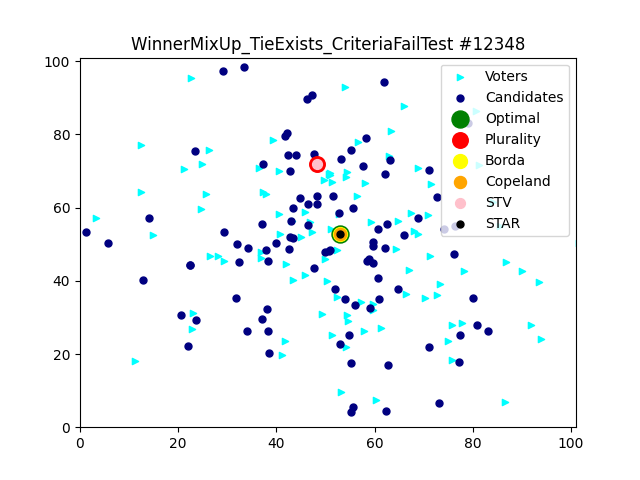 WinnerMixUp_TieExists_CriteriaFailTest #12348
100
80
60
40
20
0
0
20
40
60
80
100
Voters
Candidates
Optimal
Plurality
Borda
Copeland
STV
STAR